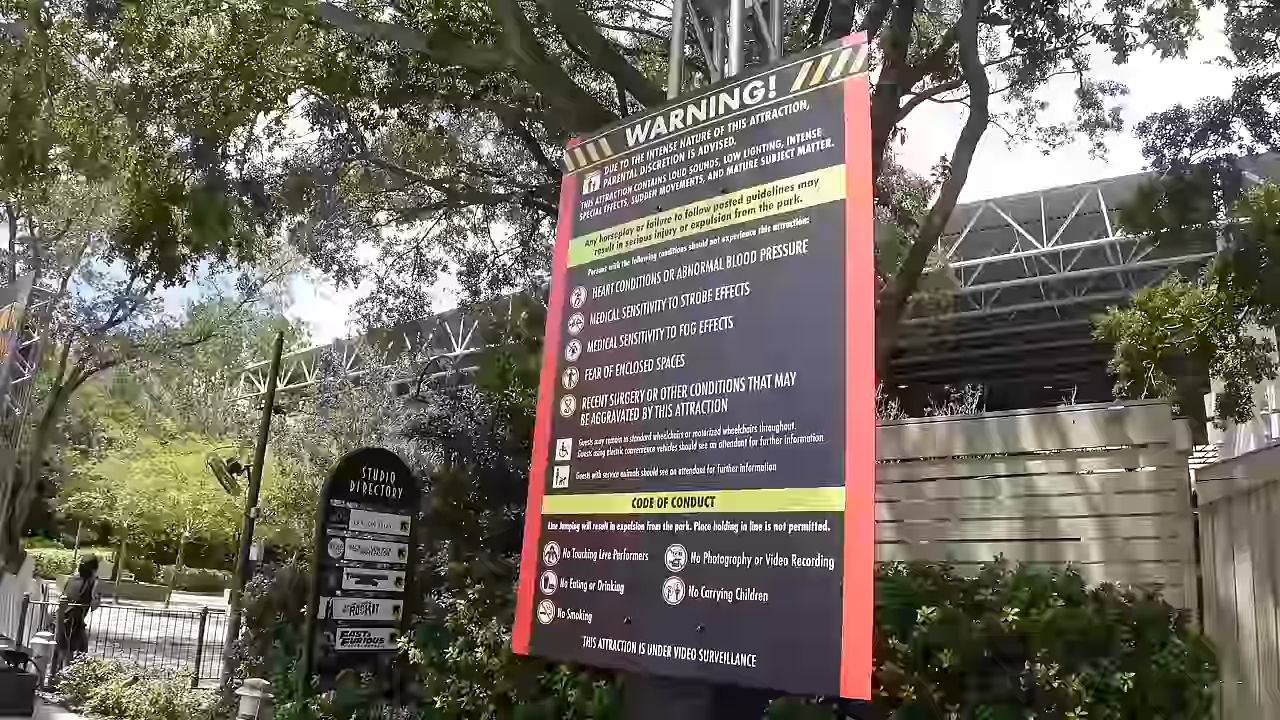 WARNING!
DUE TO THE INTENSE NATURE OF THIS ATTRACTION,
PARENTAL DISCRETION IS ADVISED.
THIS ATTRACTION CONTAINS LOUD SOUNDS, LOW LIGHTING, INTENSE
SPECIAL EFFECTS, SUDDEN MOVEMENTS, AND MATURE SUBJECT MATTER.
Any horseplay or failure to follow posted guidelines may
result in serious injury or expulsion from the park.
Persons with the following conditions should not experience this attraction:
HEART CONDITIONS OR ABNORMAL BLOOD PRESSURE
MEDICAL SENSITIVITY TO STROBE EFFECTS
MEDICAL SENSITIVITY TO FOG EFFECTS
FEAR OF ENCLOSED SPACES
RECENT SURGERY OR OTHER CONDITIONS THAT MAY
BE AGGRAVATED BY THIS ATTRACTION
Guests may remain in standard wheelchairs or motorized wheelchairs throughout.
Guests using electric convenience vehicles should see an attendant for further information
Guests with service animals should see an attendant for further information
CODE OF CONDUCT
Line Jumping will result in expulsion from the park. Place holding in line is not permitted.
No Touching Live Performers
No Photography or Video Recording
No Eating or Drinking
No Carrying Children
No Smoking
THIS ATTRACTION IS UNDER VIDEO SURVEILLANCE
STUDIO
DIRECTORY
ROCKIT
FAST & FURIOUS